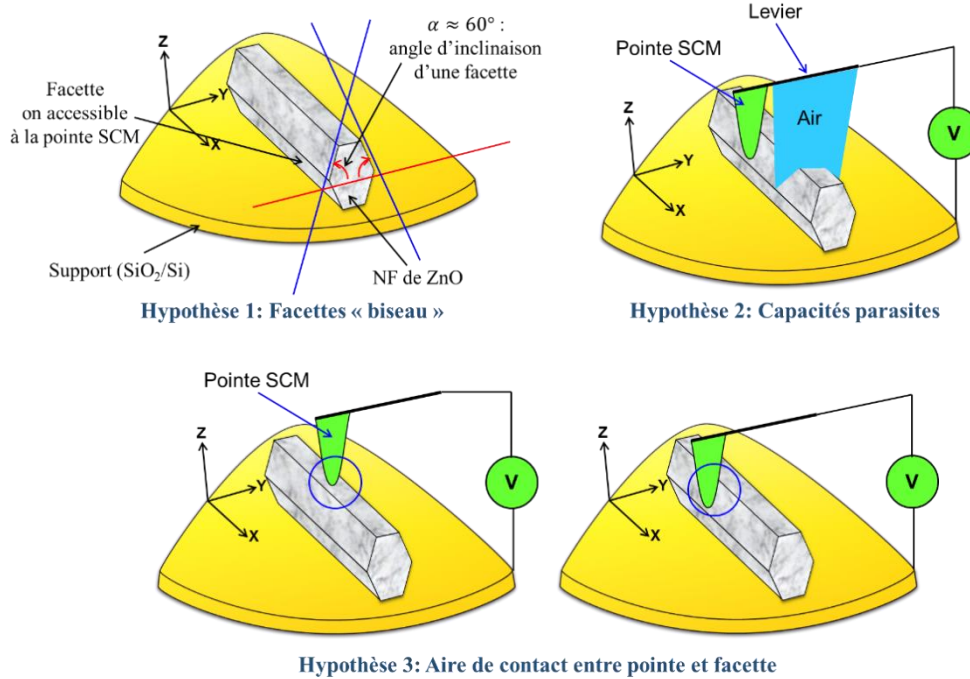 Z
Y
X
α ≈ 60° :
angle d’inclinaison
d’une facette
Facette
on accessible
à la pointe SCM
Support (SiO₂/Si)
NF de ZnO
Hypothèse 1: Facettes « biseau »
Levier
Pointe SCM
Air
V
Z
Y
X
Hypothèse 2: Capacités parasites
Pointe SCM
Z
Y
X
V
Z
Y
X
V
Hypothèse 3: Aire de contact entre pointe et facette